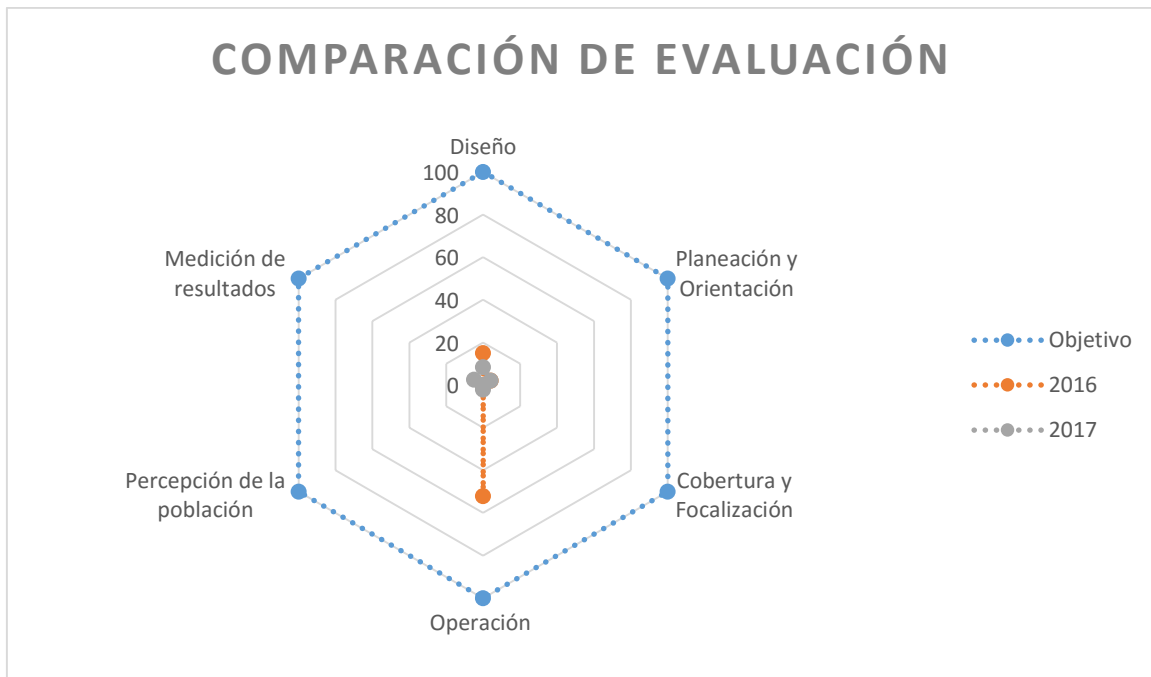 COMPARACIÓN DE EVALUACIÓN
Diseño
100
80
60
40
20
0
Planeación y
Orientación
Cobertura y
Focalización
Operación
Percepción de la
población
Medición de
resultados
Objetivo
2016
2017